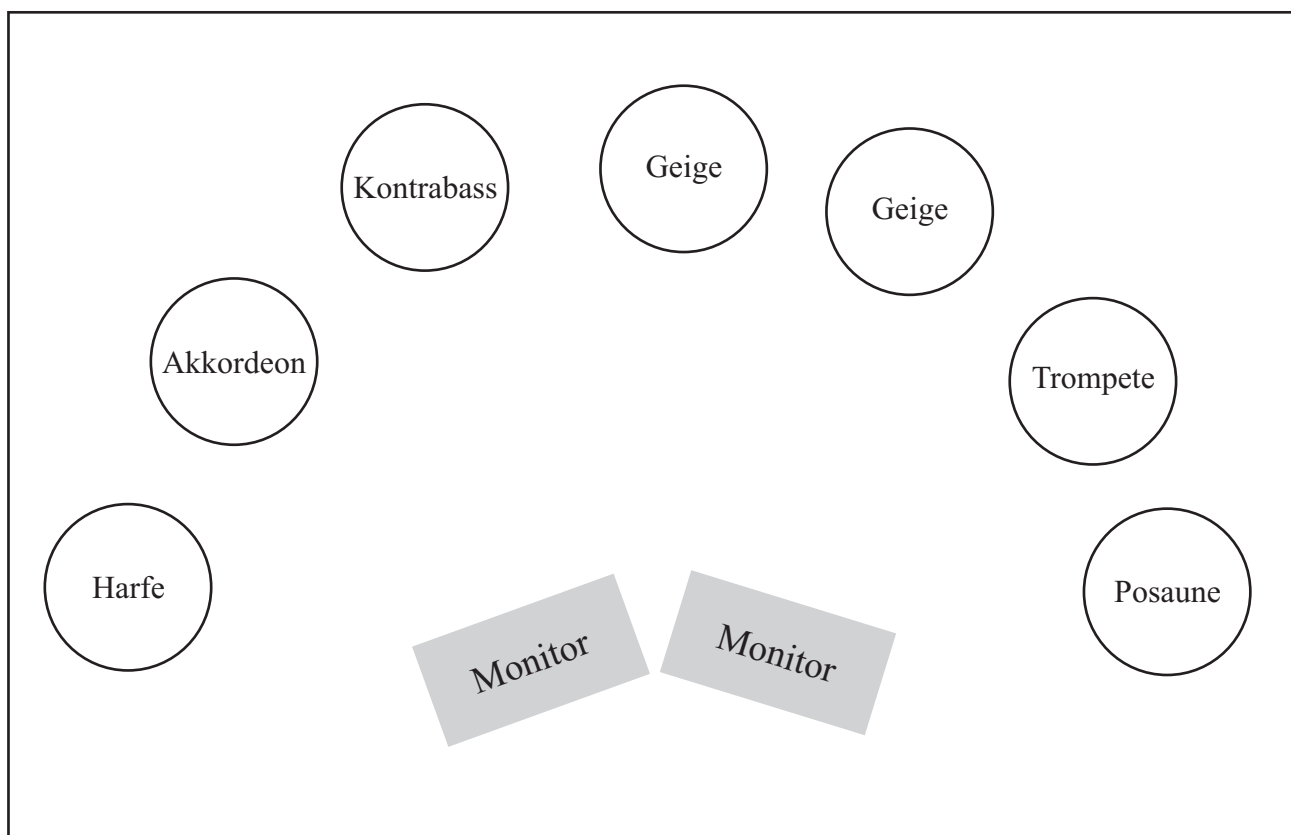 Geige
Kontrabass
Geige
Akkordeon
Trompete
Harfe
Posaune
Monitor
Monitor